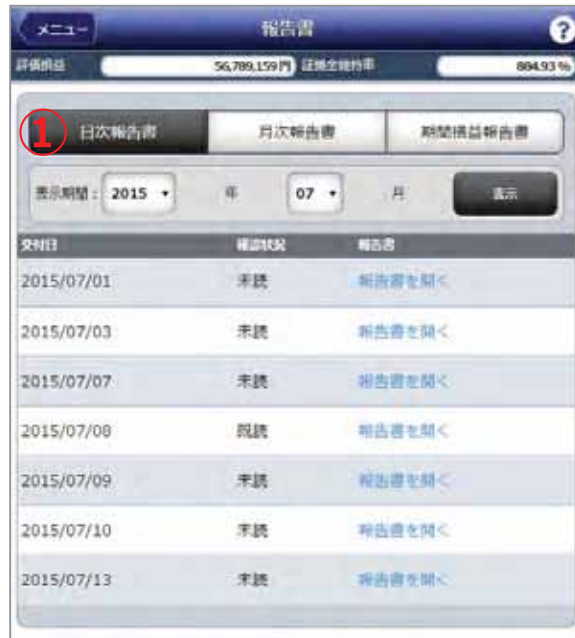 メニュー 報告書 ?
評価損益 56,789,159円 証拠金維持率 884.93 %
① 日次報告書 月次報告書 期間損益報告書
表示期間： 2015 年 07 月 表示
交付日 確認状況 報告書
2015/07/01 未読 報告書を開く
2015/07/03 未読 報告書を開く
2015/07/07 未読 報告書を開く
2015/07/08 既読 報告書を開く
2015/07/09 未読 報告書を開く
2015/07/10 未読 報告書を開く
2015/07/13 未読 報告書を開く